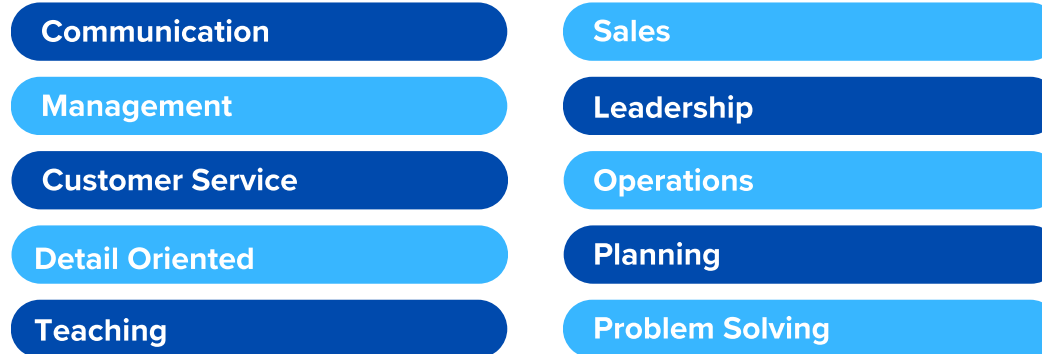 Communication
Management
Customer Service
Detail Oriented
Teaching
Sales
Leadership
Operations
Planning
Problem Solving